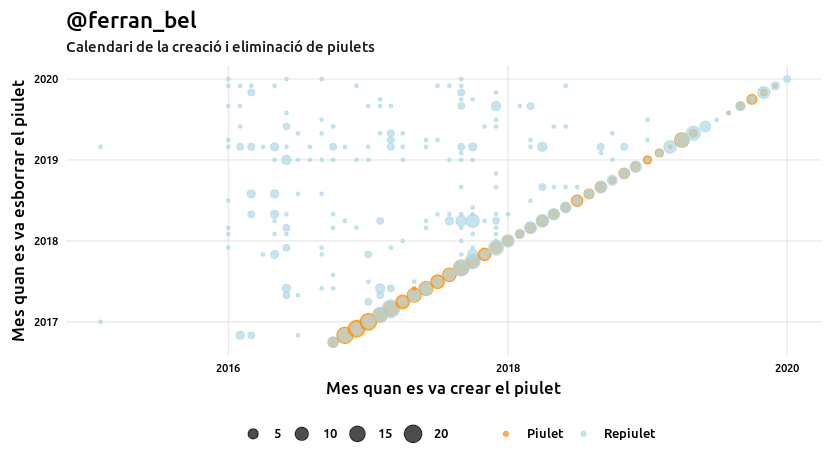 @ferran_bel
Calendari de la creació i eliminació de piulets
Mes quan es va esborrar el piulet
2020
2019
2018
2017
2016
2018
2020
Mes quan es va crear el piulet
5
10
15
20
Piulet
Repiulet